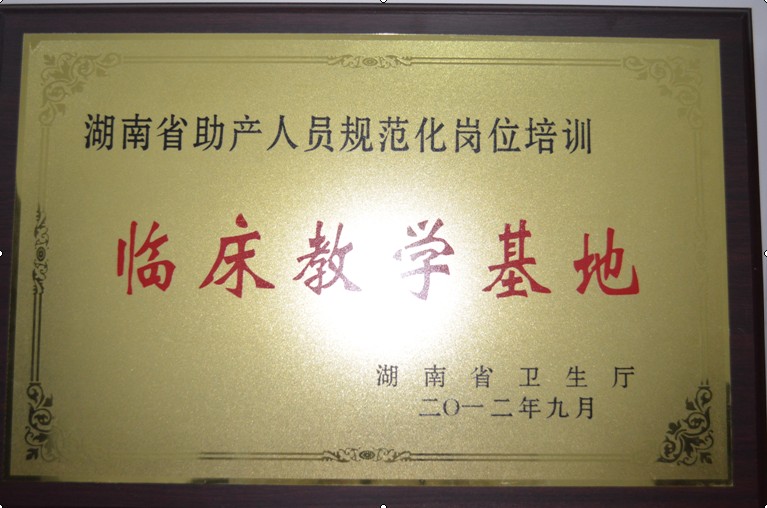 湖南省助产人员规范化岗位培训
临床教学基地
湖南省卫生厅
二〇一二年九月